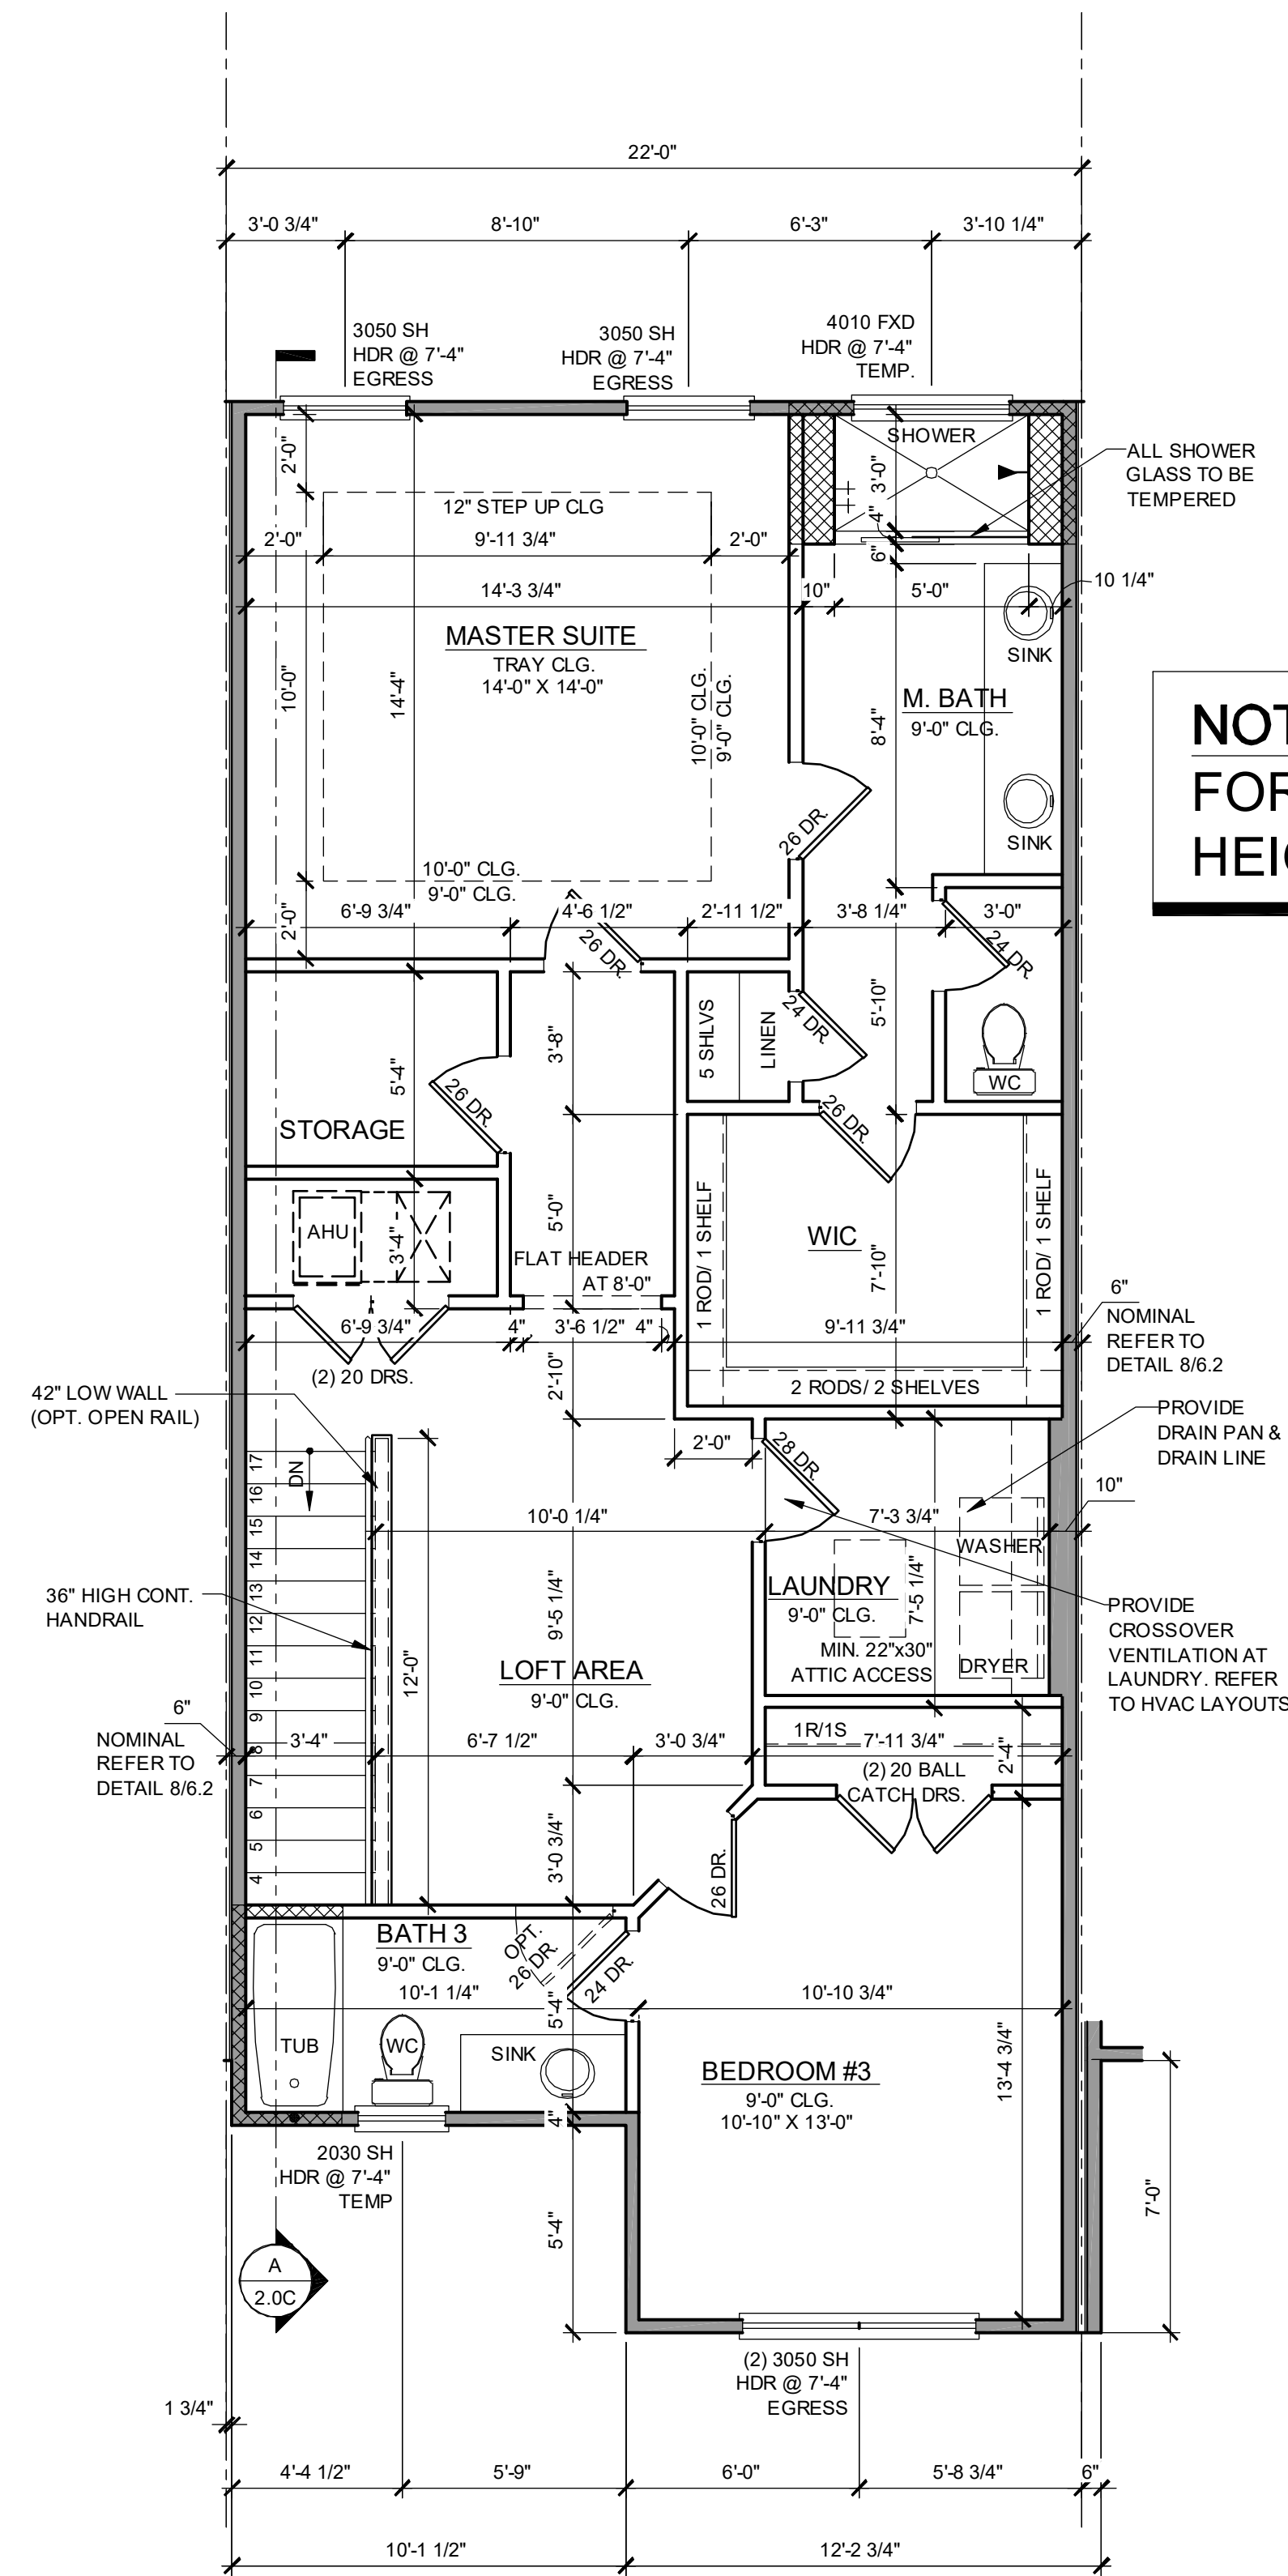 22'-0"
3'-0 3/4"
8'-10"
6'-3"
3'-10 1/4"
3050 SH
HDR @ 7'-4"
EGRESS
3050 SH
HDR @ 7'-4"
EGRESS
4010 FXD
HDR @ 7'-4"
TEMP.
SHOWER
ALL SHOWER
GLASS TO BE
TEMPERED
2'-0"
3'-0"
12" STEP UP CLG
4"
6"
2'-0"
9'-11 3/4"
2'-0"
14'-3 3/4"
10"
5'-0"
10 1/4"
SINK
MASTER SUITE
TRAY CLG.
14'-0" X 14'-0"
10'-0"
14'-4"
10'-0" CLG.
9'-0" CLG.
M. BATH
9'-0" CLG.
8'-4"
NOT
FOR
HEIG
26 DR.
SINK
10'-0" CLG.
9'-0" CLG.
2'-0"
6'-9 3/4"
4'-6 1/2"
2'-11 1/2"
3'-8 1/4"
3'-0"
26 DR.
24 DR.
5 SHLVS
LINEN
24 DR.
5'-10"
3'-8"
5'-4"
26 DR.
WC
STORAGE
26 DR.
AHU
3'-4"
5'-0"
FLAT HEADER
AT 8'-0"
1 ROD/ 1 SHELF
WIC
7'-10"
1 ROD/ 1 SHELF
6"
NOMINAL
REFER TO
DETAIL 8/6.2
6'-9 3/4"
4"
3'-6 1/2"
4"
9'-11 3/4"
(2) 20 DRS.
2'-10"
2 RODS/ 2 SHELVES
42" LOW WALL
(OPT. OPEN RAIL)
PROVIDE
DRAIN PAN &
DRAIN LINE
2'-0"
28 DR.
DN
17
16
15
14
13
12
11
10
9
8
7
6
5
4
10'-0 1/4"
7'-3 3/4"
10"
WASHER
36" HIGH CONT.
HANDRAIL
9'-5 1/4"
LAUNDRY
9'-0" CLG.
7'-5 1/4"
MIN. 22"x30"
ATTIC ACCESS
DRYER
PROVIDE
CROSSOVER
VENTILATION AT
LAUNDRY. REFER
TO HVAC LAYOUTS
12'-0"
LOFT AREA
9'-0" CLG.
6"
NOMINAL
REFER TO
DETAIL 8/6.2
3'-4"
6'-7 1/2"
3'-0 3/4"
1R/1S
7'-11 3/4"
2'-4"
(2) 20 BALL
CATCH DRS.
3'-0 3/4"
26 DR.
BATH 3
9'-0" CLG.
OPT.
26 DR.
24 DR.
10'-1 1/4"
5'-4"
10'-10 3/4"
TUB
WC
SINK
13'-4 3/4"
BEDROOM #3
9'-0" CLG.
10'-10" X 13'-0"
4"
2030 SH
HDR @ 7'-4"
TEMP
5'-4"
7'-0"
A
2.0C
(2) 3050 SH
HDR @ 7'-4"
EGRESS
1 3/4"
4'-4 1/2"
5'-9"
6'-0"
5'-8 3/4"
6"
10'-1 1/2"
12'-2 3/4"